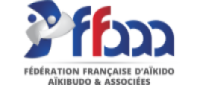 ffaaa
FÉDÉRATION FRANÇAISE D'AÏKIDO
AÏKIBUDO & ASSOCIÉES